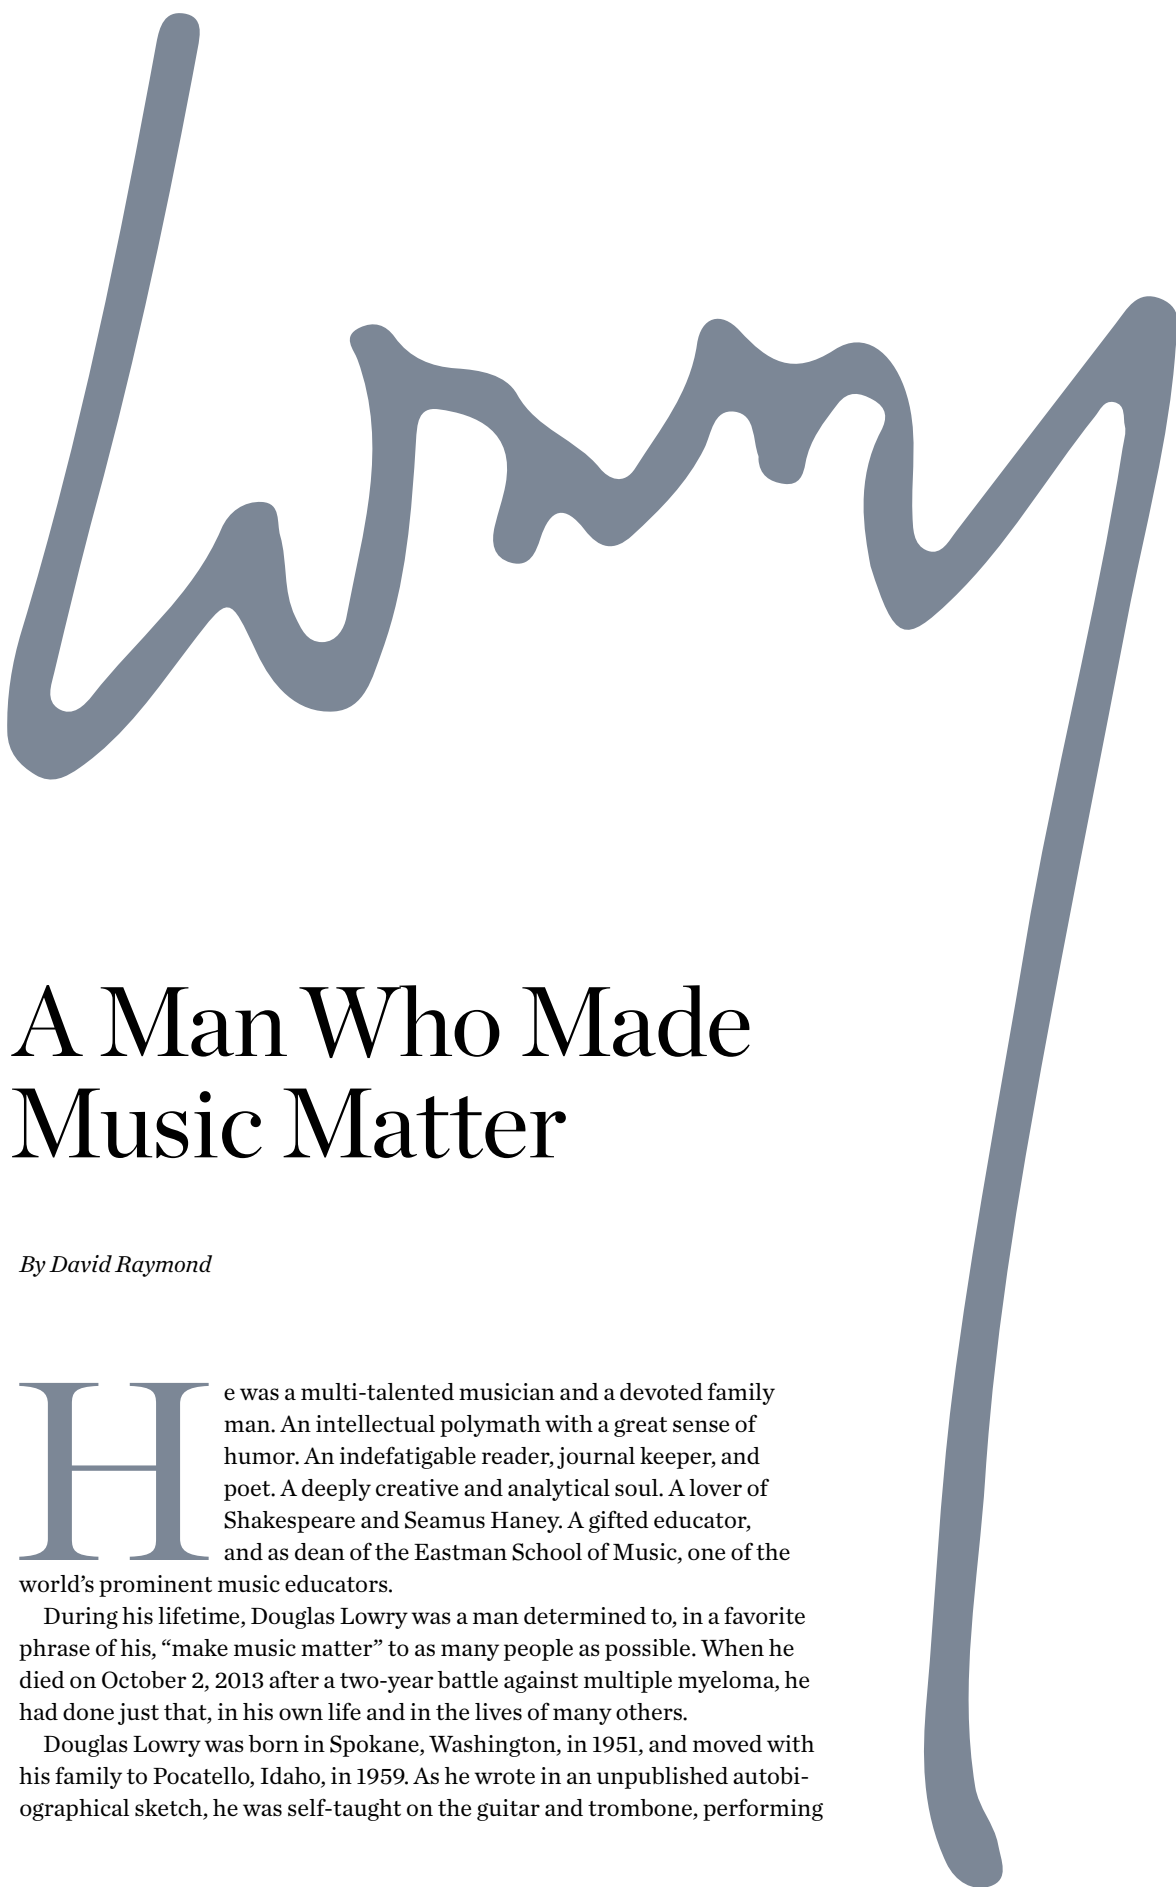 Lowry
A Man Who Made
Music Matter
By David Raymond
He was a multi-talented musician and a devoted family
man. An intellectual polymath with a great sense of
humor. An indefatigable reader, journal keeper, and
poet. A deeply creative and analytical soul. A lover of
Shakespeare and Seamus Haney. A gifted educator,
and as dean of the Eastman School of Music, one of the
world’s prominent music educators.
During his lifetime, Douglas Lowry was a man determined to, in a favorite
phrase of his, “make music matter” to as many people as possible. When he
died on October 2, 2013 after a two-year battle against multiple myeloma, he
had done just that, in his own life and in the lives of many others.
Douglas Lowry was born in Spokane, Washington, in 1951, and moved with
his family to Pocatello, Idaho, in 1959. As he wrote in an unpublished autobi-
ographical sketch, he was self-taught on the guitar and trombone, performing